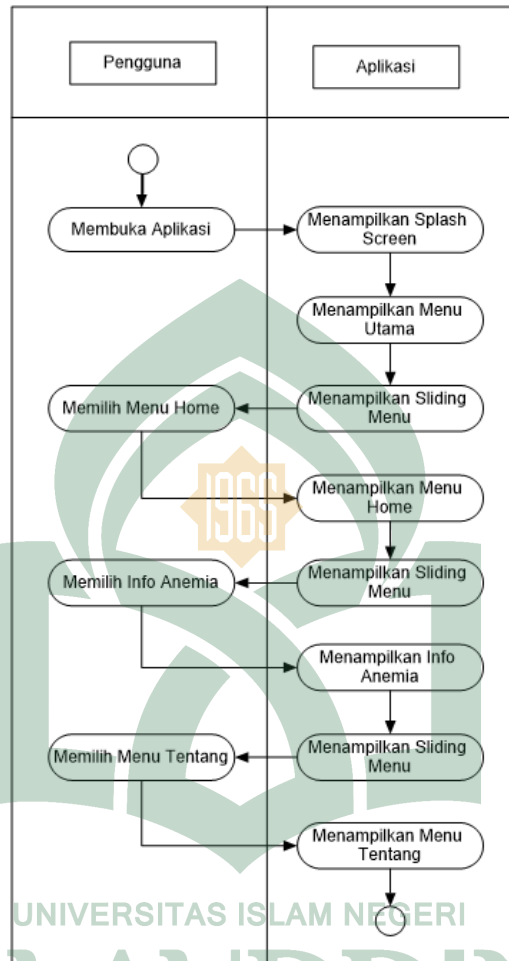 Pengguna
Aplikasi
Membuka Aplikasi
Menampilkan Splash
Screen
Menampilkan Menu
Utama
Menampilkan Sliding
Menu
Memilih Menu Home
Menampilkan Menu
Home
Menampilkan Sliding
Menu
Memilih Info Anemia
Menampilkan Info
Anemia
Menampilkan Sliding
Menu
Memilih Menu Tentang
Menampilkan Menu
Tentang
1965
UNIVERSITAS ISLAM NEGERI